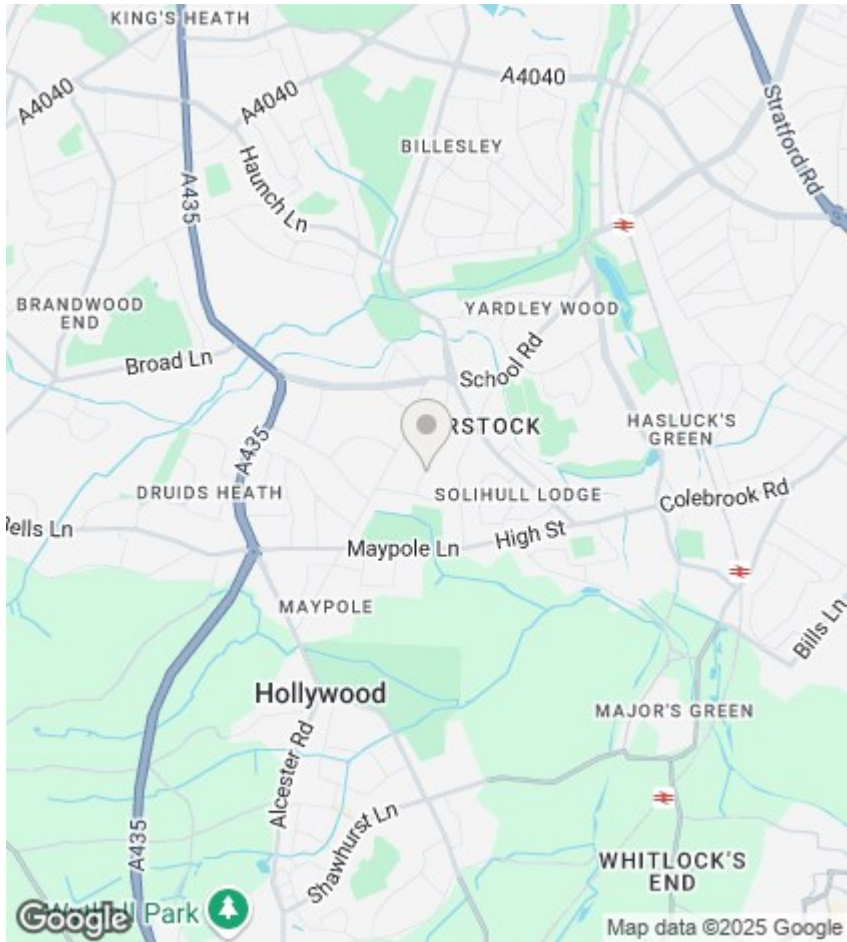 KING'S HEATH
A4040
A4040
A4040
Stratford Rd
BILLESLEY
Haunch Ln
A435
BRANDWOOD
END
YARDLEY WOOD
Broad Ln
School Rd
RSTOCK
HASLUCK'S
GREEN
A435
DRUIDS HEATH
SOLIHULL LODGE
Colebrook Rd
ells Ln
High St
Maypole Ln
MAYPOLE
Bills Ln
Hollywood
MAJOR'S GREEN
Alcester Rd
A435
Shawhurst Ln
WHITLOCK'S
END
Park
Google
Map data ©2025 Google